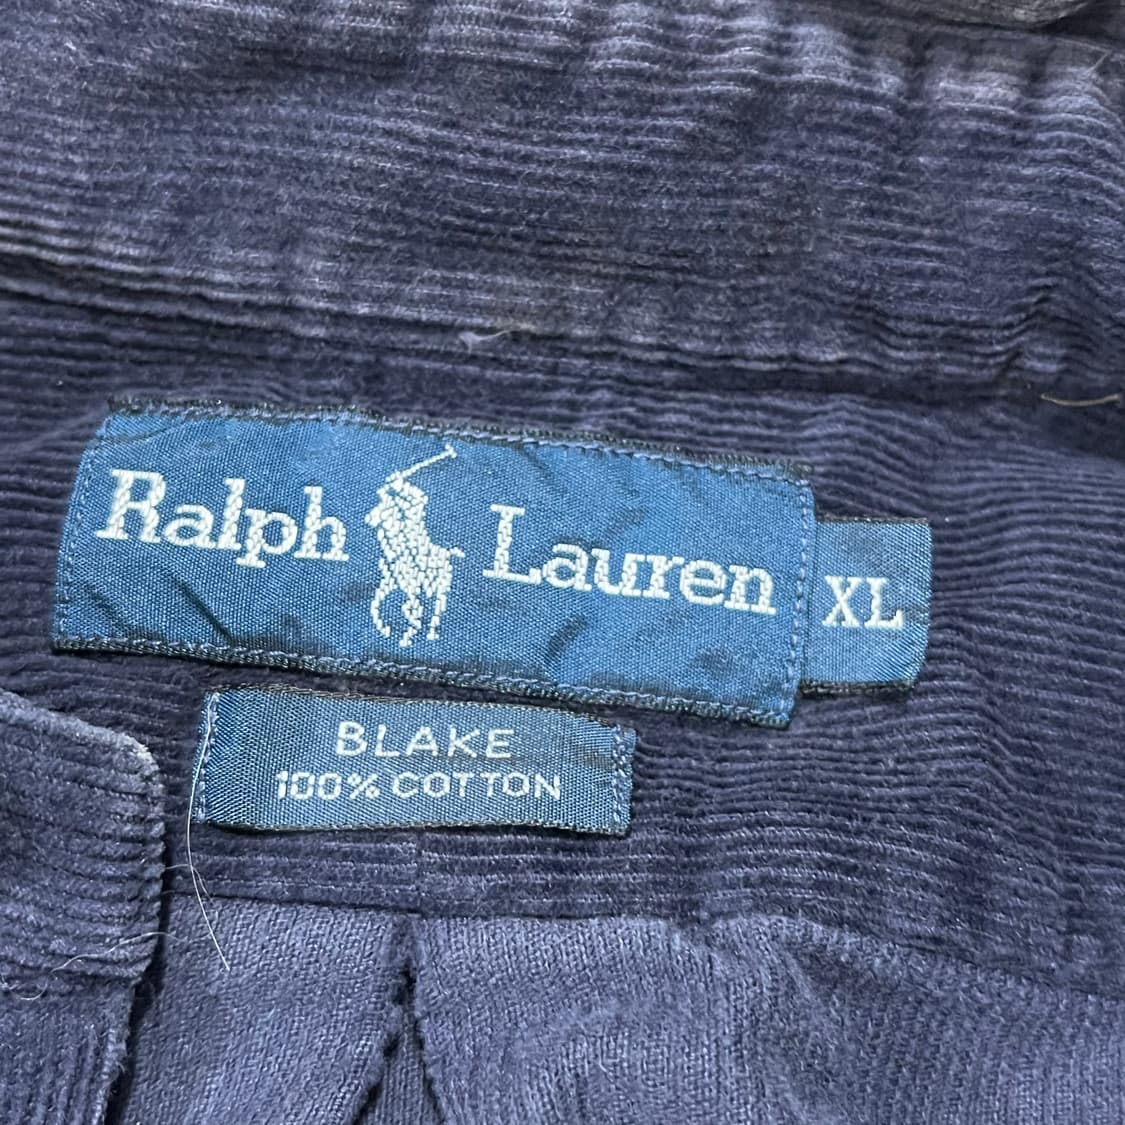 Ralph Lauren
XL
BLAKE
100% COTTON